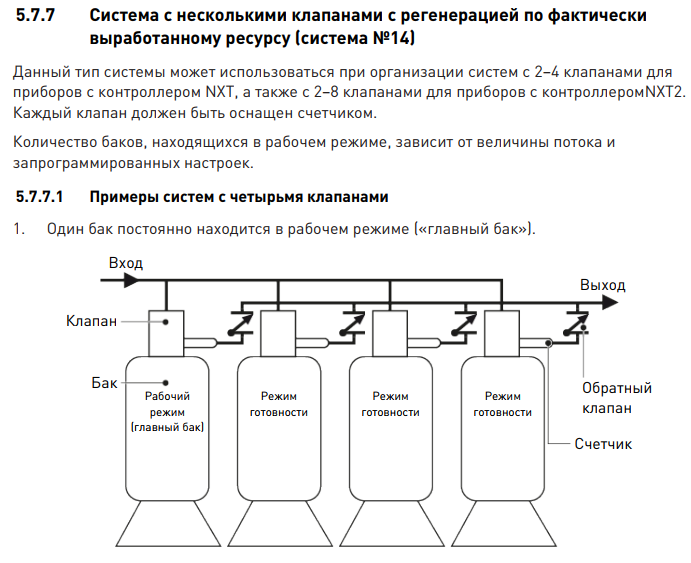 5.7.7 Система с несколькими клапанами с регенерацией по фактически
выработанному ресурсу (система №14)
Данный тип системы может использоваться при организации систем с 2–4 клапанами для
приборов с контроллером NXT, а также с 2–8 клапанами для приборов с контроллеромNXT2.
Каждый клапан должен быть оснащен счетчиком.
Количество баков, находящихся в рабочем режиме, зависит от величины потока и
запрограммированных настроек.
5.7.7.1 Примеры систем с четырьмя клапанами
1. Один бак постоянно находится в рабочем режиме («главный бак»).
Вход
Выход
Клапан
Бак
Рабочий
режим
(главный бак)
Режим
готовности
Режим
готовности
Режим
готовности
Обратный
клапан
Счетчик